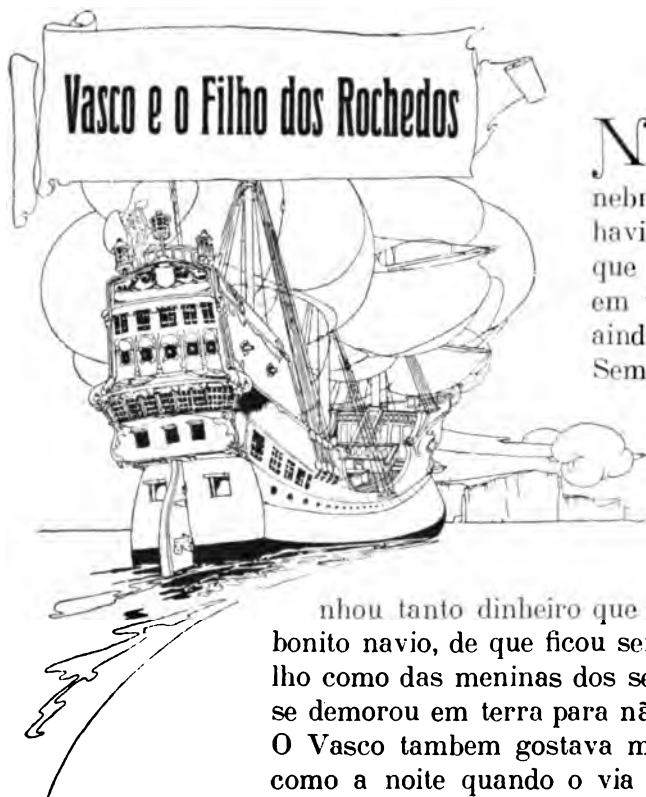 Vasco e o Filho dos Rochedos
N
nebr
havi
que
em
aind
Sem
nhou tanto dinheiro que
bonito navio, de que ficou se
lho como das meninas dos se
se demorou em terra para nã
O Vasco tambem gostava m
como a noite quando o via